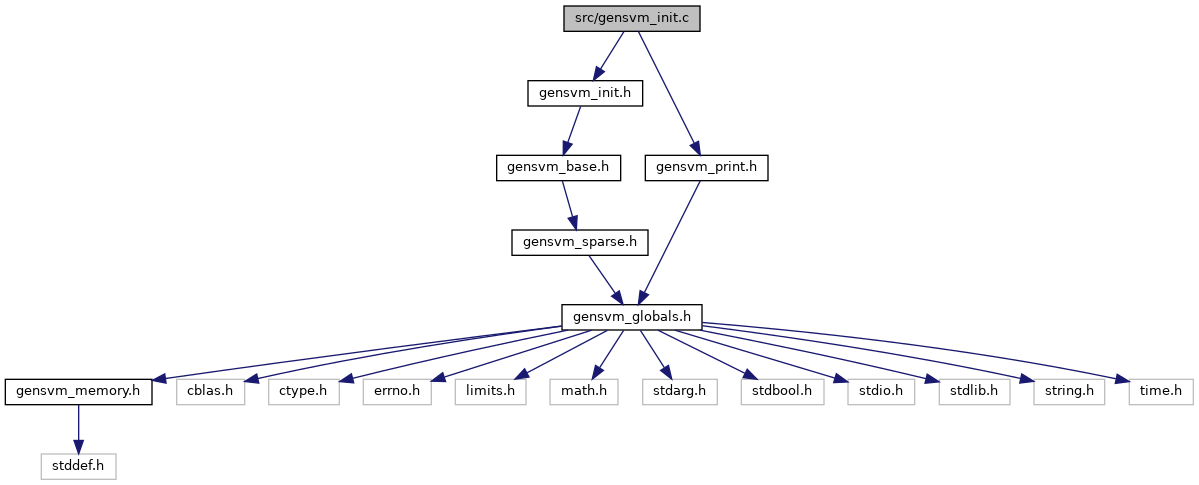 src/gensvm_init.c
gensvm_init.h
gensvm_base.h
gensvm_print.h
gensvm_sparse.h
gensvm_globals.h
gensvm_memory.h
cblas.h
ctype.h
errno.h
limits.h
math.h
stdarg.h
stdbool.h
stdio.h
stdlib.h
string.h
time.h
stddef.h